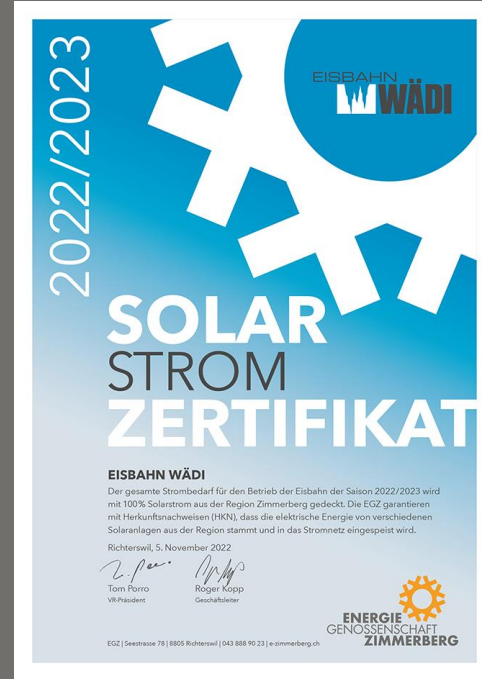 2022/2023
EISBAHN
WÄDI
SOLAR
STROM
ZERTIFIKAT
EISBAHN WÄDI
Der gesamte Strombedarf für den Betrieb der Eisbahn der Saison 2022/2023 wird
mit 100% Solarstrom aus der Region Zimmerberg gedeckt. Die EGZ garantieren
mit Herkunftsnachweisen (HKN), dass die elektrische Energie von verschiedenen
Solaranlagen aus der Region stammt und in das Stromnetz eingespeist wird.
Richterswil, 5. November 2022
Tom Porro
Roger Kopp
VR-Präsident
Geschäftsleiter
ENERGIE
GENOSSENSCHAFT
ZIMMERBERG
EGZ | Seestrasse 78 | 8805 Richterswil | 043 888 90 23 | e-zimmerberg.ch